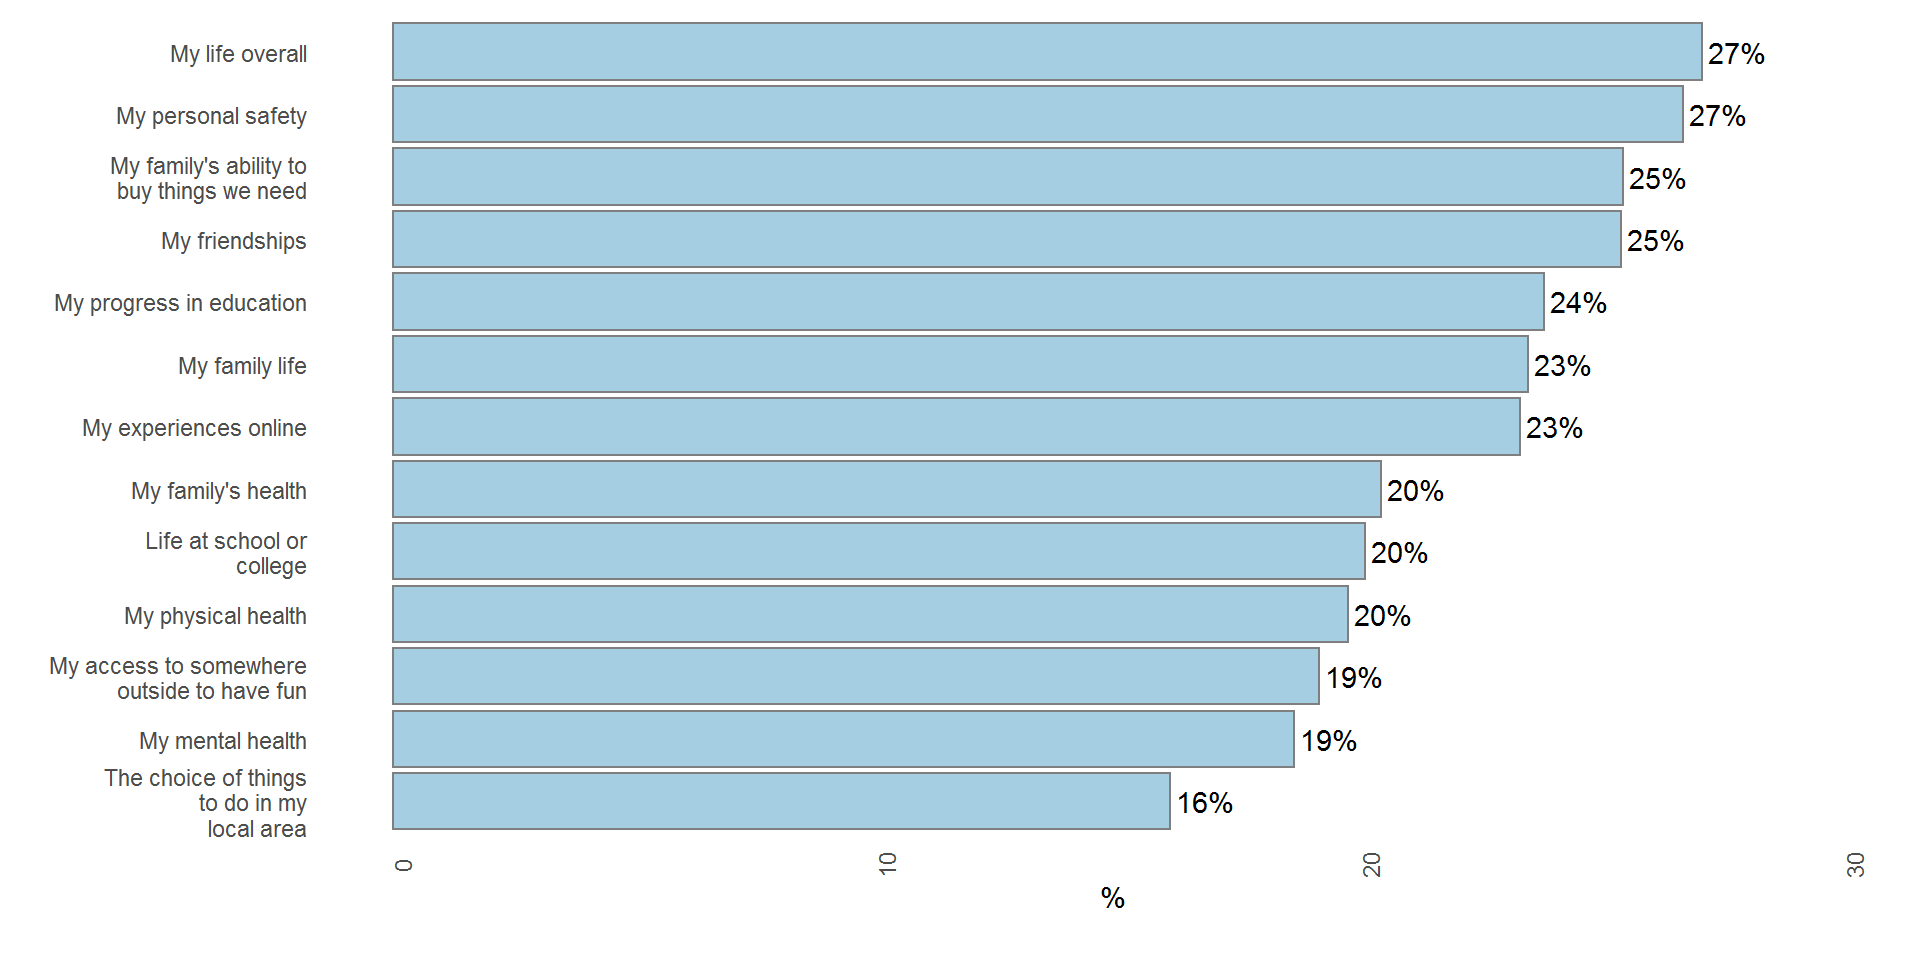 My life overall
27%
My personal safety
27%
My family's ability to
buy things we need
25%
My friendships
25%
My progress in education
24%
My family life
23%
My experiences online
23%
My family's health
20%
Life at school or
college
20%
My physical health
20%
My access to somewhere
outside to have fun
19%
My mental health
19%
The choice of things
to do in my
local area
16%
0
10
20
30
%